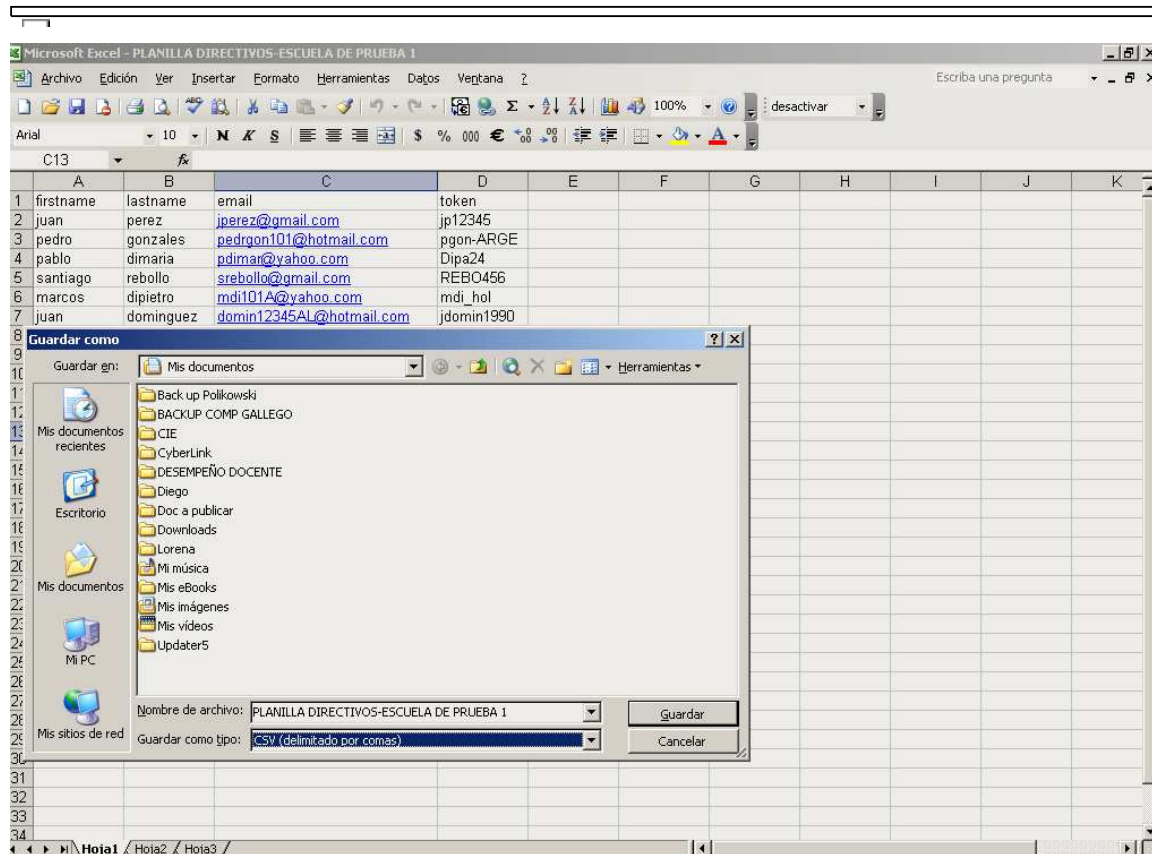 Microsoft Excel - PLANILLA DIRECTIVOS-ESCUELA DE PRUEBA 1
Archivo Edición Ver Insertar Formato Herramientas Datos Ventana ? Escriba una pregunta
100% desactivar
Arial 10 N K S $ % 000 €
C13 fx
A B C D E F G H I J K
1 firstname lastname email token
2 juan perez jperez@gmail.com jp12345
3 pedro gonzales pedrgon101@hotmail.com pgon-ARGE
4 pablo dimaria pdimar@yahoo.com Dipa24
5 santiago rebollo srebollo@gmail.com REBO456
6 marcos dipietro mdi101A@yahoo.com mdi_hol
7 juan dominguez domin12345AL@hotmail.com jdomin1990
8
9
Guardar como
Guardar en: Mis documentos Herramientas
Mis documentos recientes
Escritorio
Mis documentos
Mi PC
Mis sitios de red
Back up Polikowski
BACKUP COMP GALLEGO
CIE
CyberLink
DESEMPEÑO DOCENTE
Diego
Doc a publicar
Downloads
Lorena
Mi música
Mis eBooks
Mis imágenes
Mis vídeos
Updater5
Nombre de archivo: PLANILLA DIRECTIVOS-ESCUELA DE PRUEBA 1 Guardar
Guardar como tipo: CSV (delimitado por comas) Cancelar
31
32
33
34
Hoja1 Hoja2 Hoja3